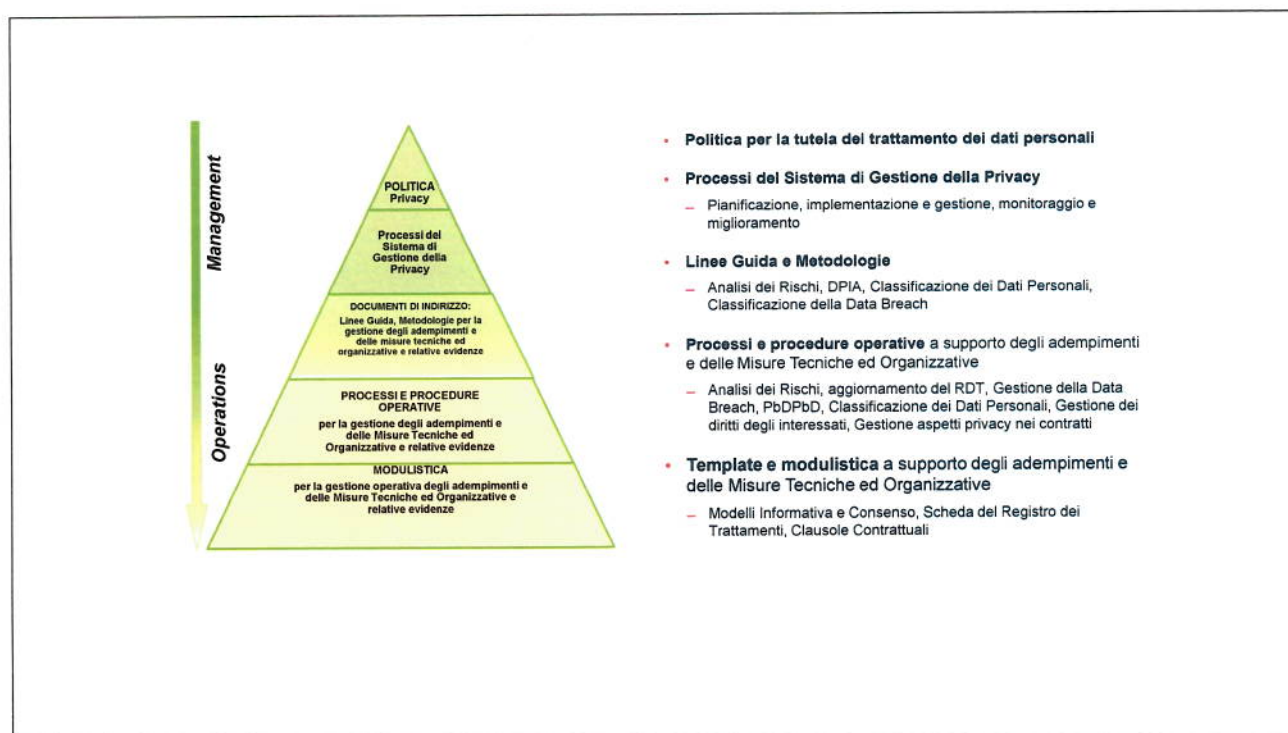 Management
Operations
POLITICA
Privacy
Processi del
Sistema di
Gestione della
Privacy
DOCUMENTI DI INDIRIZZO:
Linee Guida, Metodologie per la
gestione degli adempimenti e
delle misure tecniche ed
organizzative e relative evidenze
PROCESSI E PROCEDURE
OPERATIVE
per la gestione degli adempimenti e
delle Misure Tecniche ed
Organizzative e relative evidenze
MODULISTICA
per la gestione operativa degli adempimenti e
delle Misure Tecniche ed Organizzative e
relative evidenze
• Politica per la tutela del trattamento dei dati personali
• Processi del Sistema di Gestione della Privacy
– Pianificazione, implementazione e gestione, monitoraggio e
miglioramento
• Linee Guida e Metodologie
– Analisi dei Rischi, DPIA, Classificazione dei Dati Personali,
Classificazione della Data Breach
• Processi e procedure operative a supporto degli adempimenti
e delle Misure Tecniche ed Organizzative
– Analisi dei Rischi, aggiornamento del RDT, Gestione della Data
Breach, PbDPbD, Classificazione dei Dati Personali, Gestione dei
diritti degli interessati, Gestione aspetti privacy nei contratti
• Template e modulistica a supporto degli adempimenti e
delle Misure Tecniche ed Organizzative
– Modelli Informativa e Consenso, Scheda del Registro dei
Trattamenti, Clausole Contrattuali